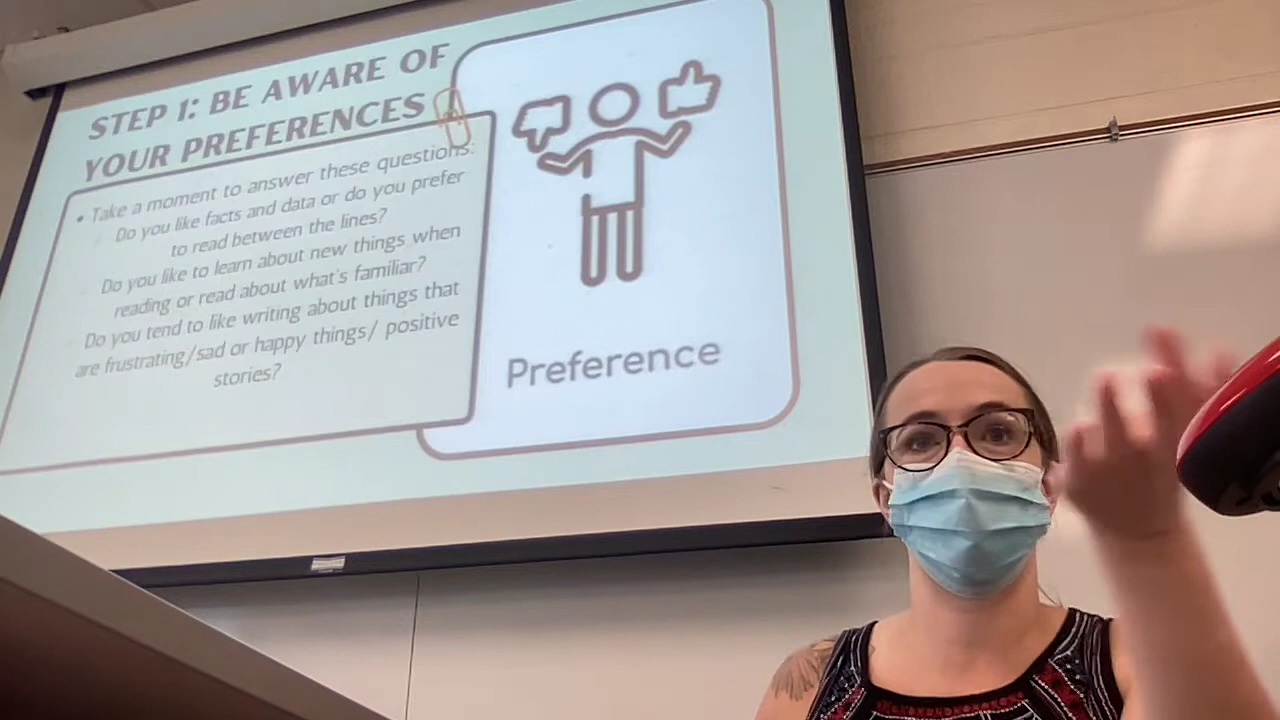 STEP 1: BE AWARE OF
YOUR PREFERENCES
• Take a moment to answer these questions:
Do you like facts and data or do you prefer
to read between the lines?
Do you like to learn about new things when
reading or read about what's familiar?
Do you tend to like writing about things that
are frustrating/sad or happy things/ positive
stories?
Preference